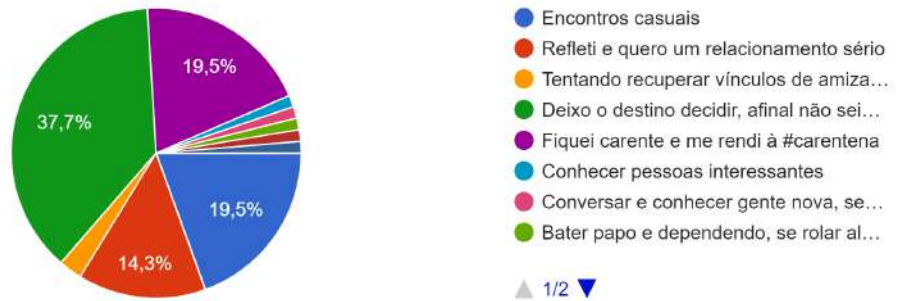 19,5%
37,7%
19,5%
14,3%
Encontros casuais
Refleti e quero um relacionamento sério
Tentando recuperar vínculos de amiza…
Deixo o destino decidir, afinal não sei…
Fiquei carente e me rendi à #carentena
Conhecer pessoas interessantes
Conversar e conhecer gente nova, se…
Bater papo e dependendo, se rolar al…
1/2